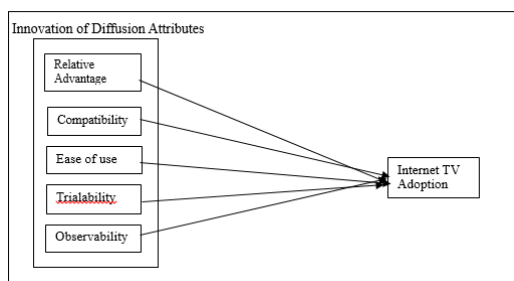 Innovation of Diffusion Attributes
Relative
Advantage
Compatibility
Ease of use
Trialability
Observability
Internet TV
Adoption